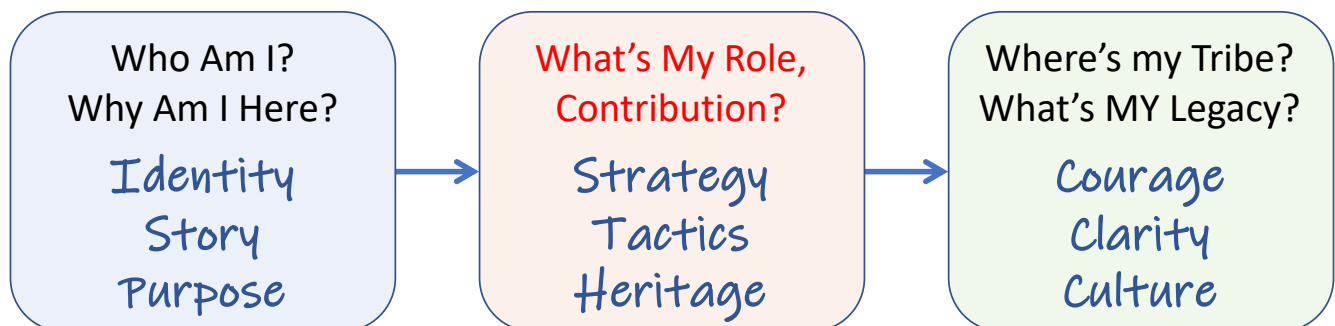 Who Am I?
Why Am I Here?
Identity
Story
Purpose
What's My Role,
Contribution?
Strategy
Tactics
Heritage
Where's my Tribe?
What's MY Legacy?
Courage
Clarity
Culture